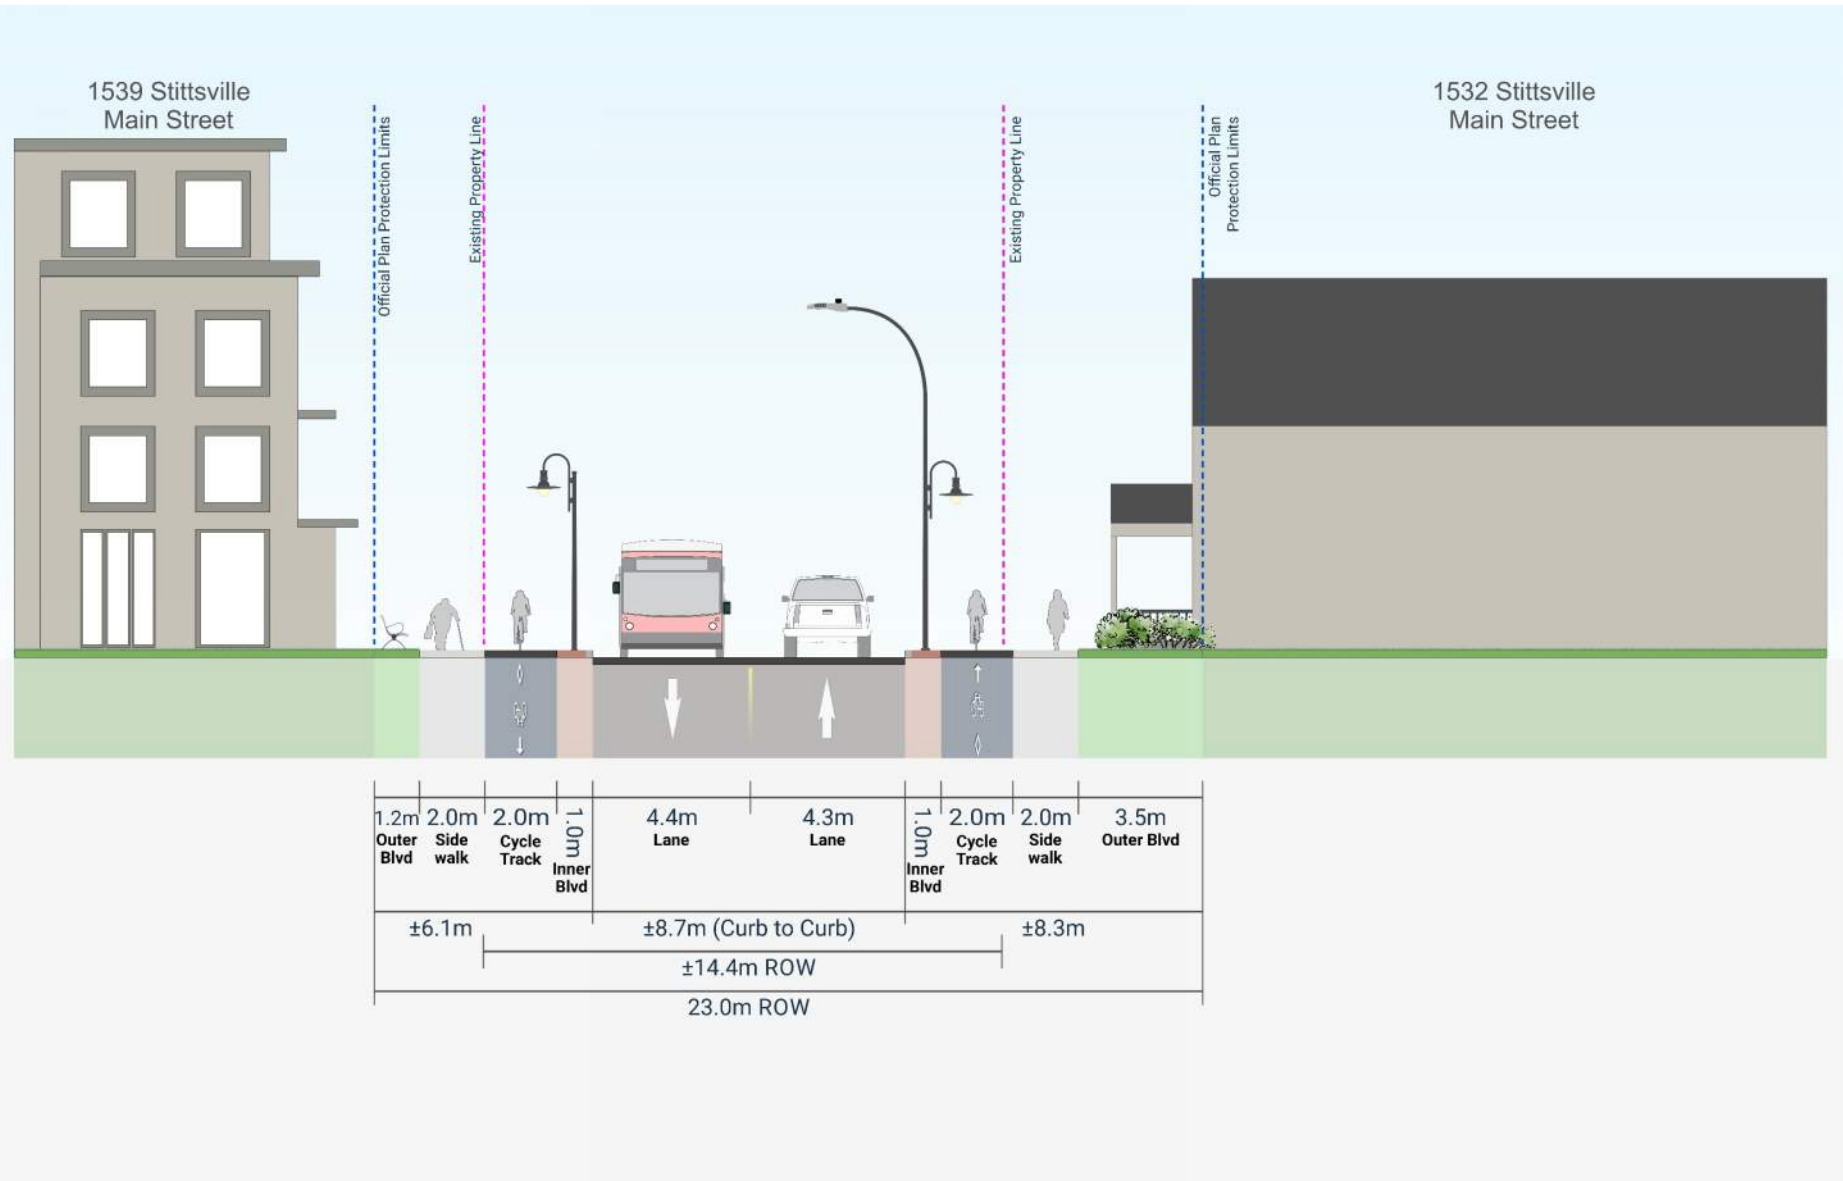 1539 Stittsville
Main Street
1532 Stittsville
Main Street
Official Plan Protection Limits
Existing Property Line
Existing Property Line
Official Plan
Protection Limits
1.2m
Outer
Blvd
2.0m
Side
walk
2.0m
Cycle
Track
1.0m
Inner
Blvd
4.4m
Lane
4.3m
Lane
1.0m
Inner
Blvd
2.0m
Cycle
Track
2.0m
Side
walk
3.5m
Outer Blvd
±6.1m
±8.7m (Curb to Curb)
±8.3m
±14.4m ROW
23.0m ROW